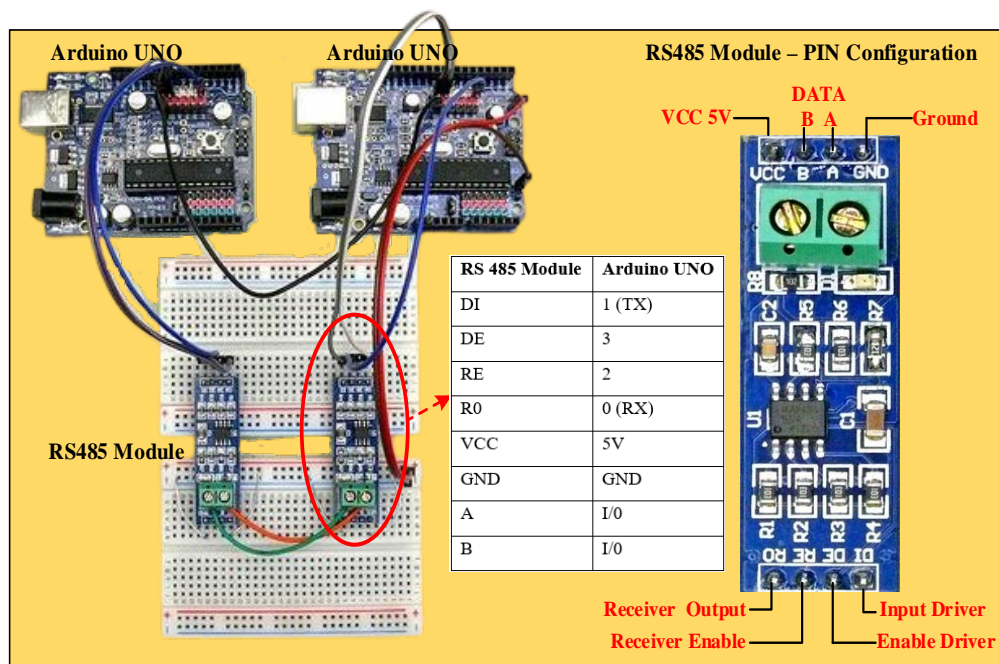 Arduino UNO
Arduino UNO
RS485 Module – PIN Configuration
DATA
VCC 5V
B A
Ground
VCC B A GND
R8
D1
C2
R5
R6
R7
U1
C1
R1
R2
R3
R4
RO
RE
DE
DI
Receiver Output
Input Driver
Receiver Enable
Enable Driver
RS485 Module
RS 485 Module Arduino UNO
DI 1 (TX)
DE 3
RE 2
R0 0 (RX)
VCC 5V
GND GND
A I/0
B I/0